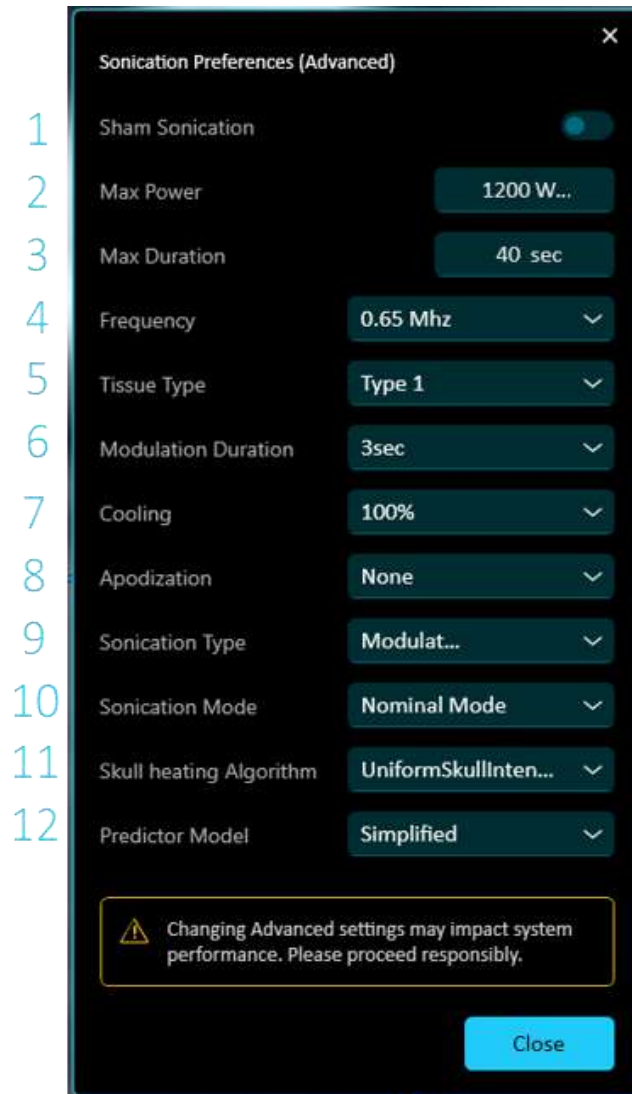 Sonication Preferences (Advanced)
1 Sham Sonication
2 Max Power 1200 W...
3 Max Duration 40 sec
4 Frequency 0.65 Mhz
5 Tissue Type Type 1
6 Modulation Duration 3sec
7 Cooling 100%
8 Apodization None
9 Sonication Type Modulat...
10 Sonication Mode Nominal Mode
11 Skull heating Algorithm UniformSkullInten...
12 Predictor Model Simplified
Changing Advanced settings may impact system
performance. Please proceed responsibly.
Close